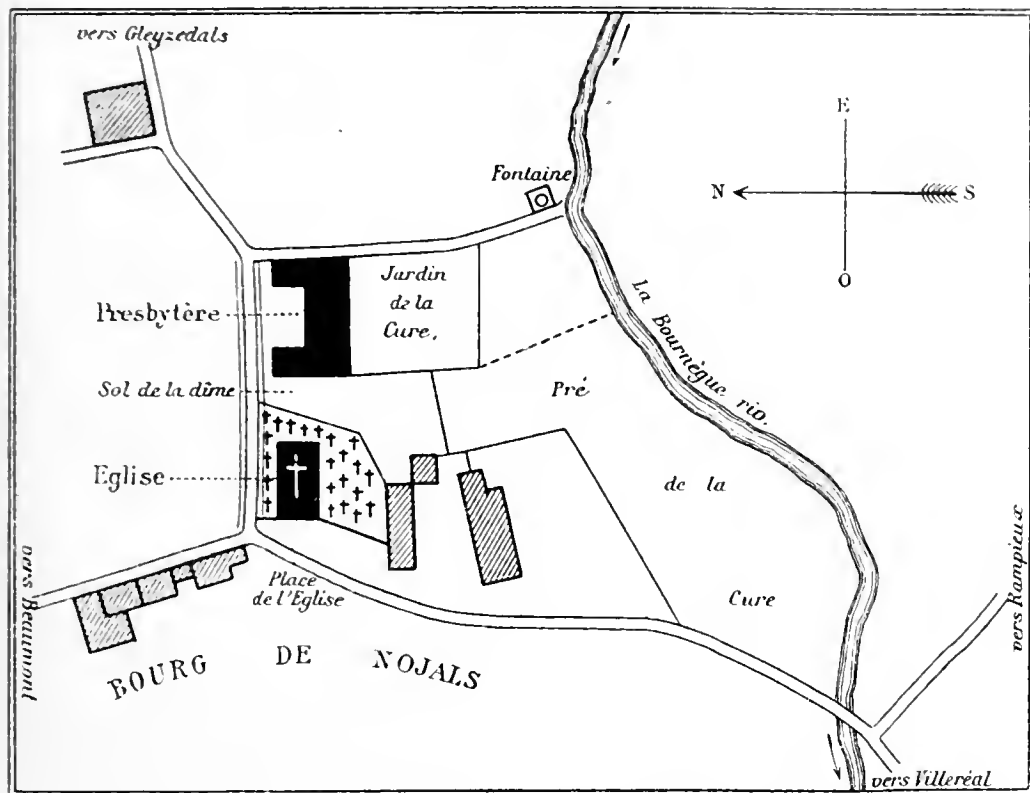 vers Gleyzedals
E
N
S
O
Fontaine
Jardin
de la
Cure,
Presbytère
La Bournègue rio.
Sol de la dîme
Pré
Eglise
de la
Cure
vers Beaumont
Place
de l'Eglise
BOURG DE NOJALS
vers Rampieux
vers Villeréal